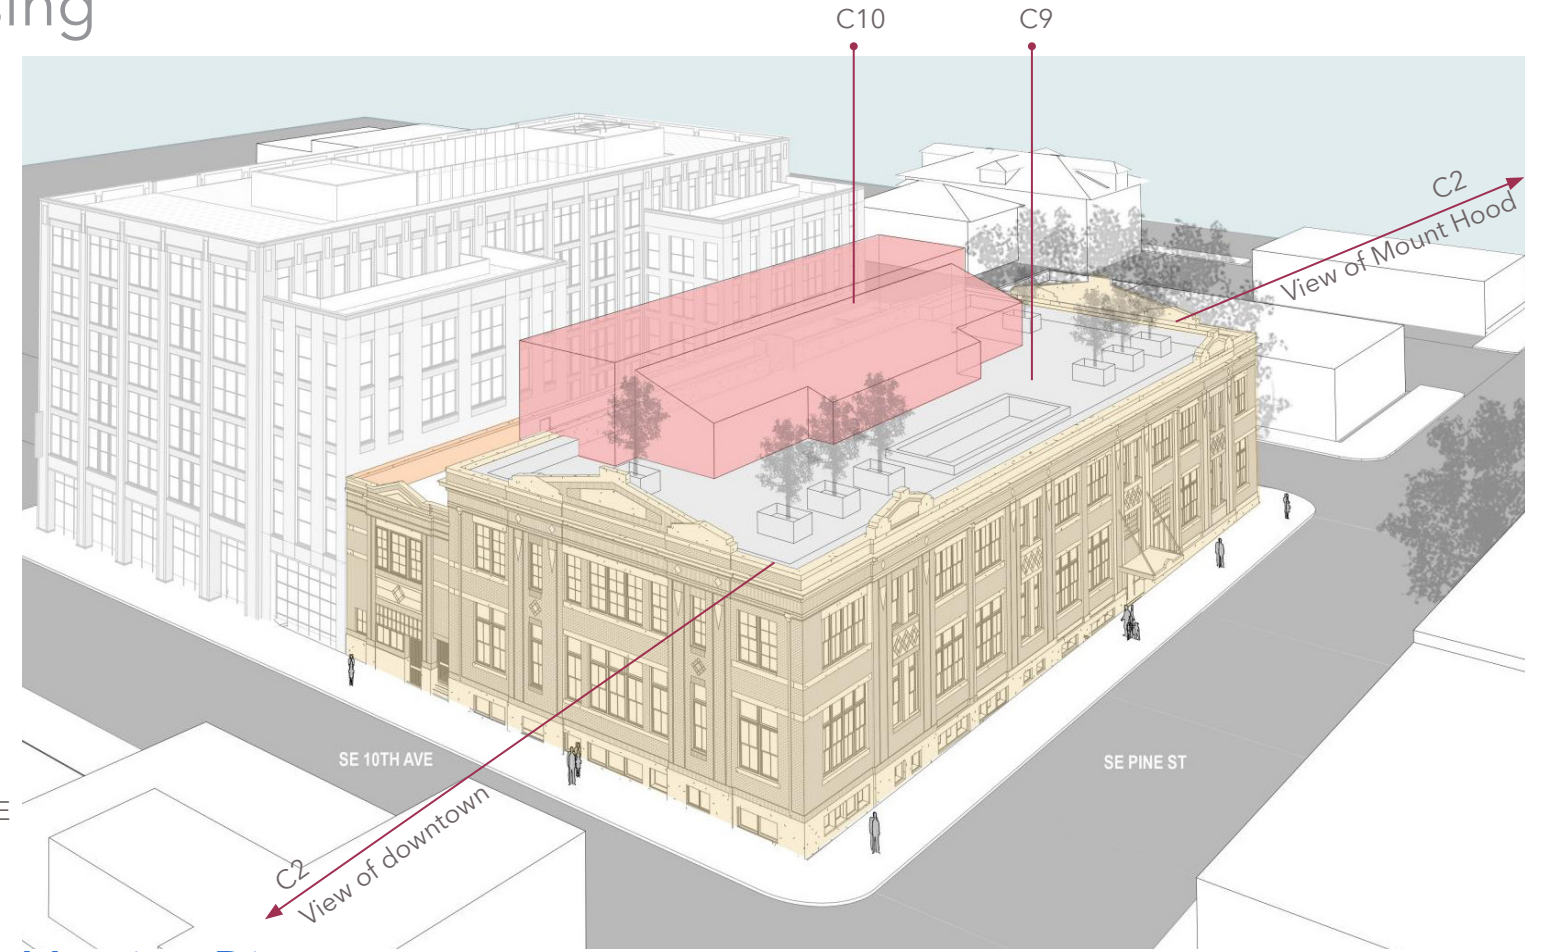 C10
C9
C2
View of Mount Hood
SE 10TH AVE
SE PINE ST
C2
View of downtown